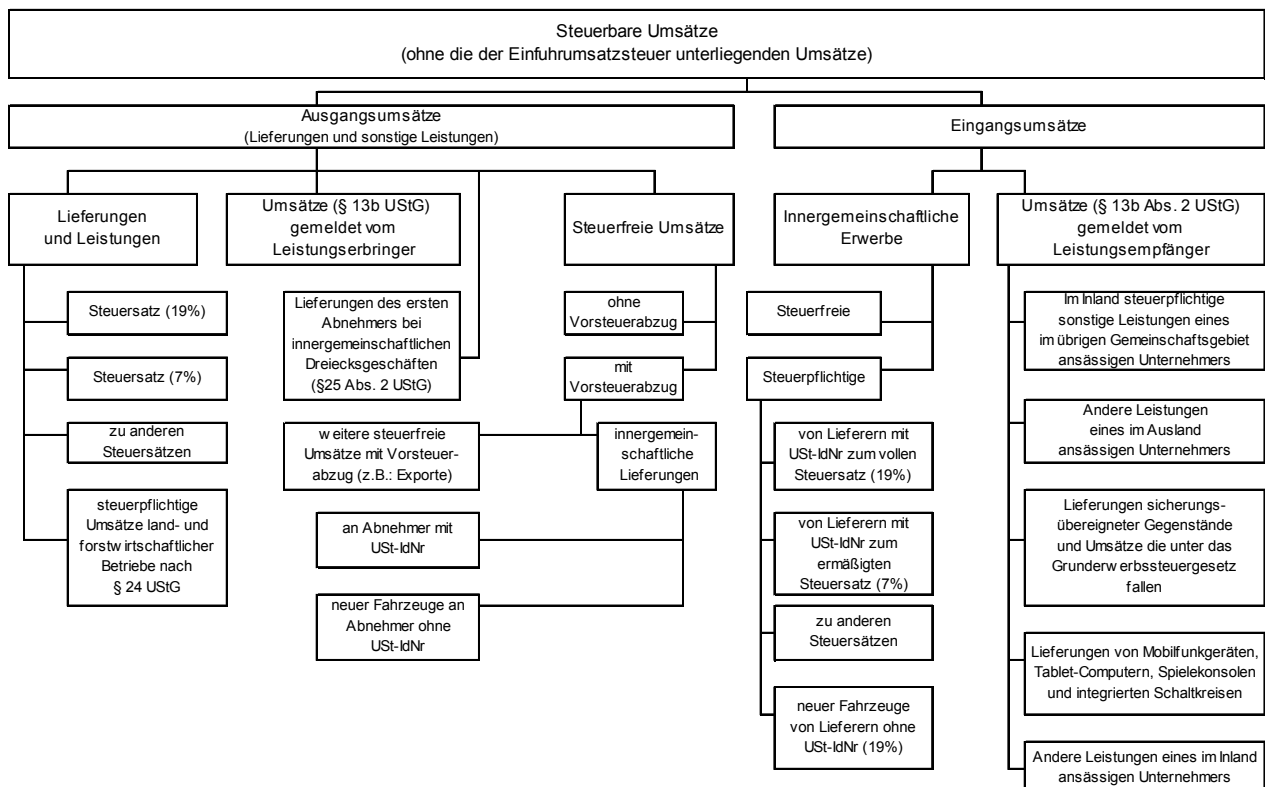 Steuerbare Umsätze
(ohne die der Einfuhrumsatzsteuer unterliegenden Umsätze)
Ausgangsumsätze
(Lieferungen und sonstige Leistungen)
Eingangsumsätze
Lieferungen
und Leistungen
Umsätze (§ 13b UStG)
gemeldet vom
Leistungserbringer
Steuerfreie Umsätze
Innergemeinschaftliche
Erwerbe
Umsätze (§ 13b Abs. 2 UStG)
gemeldet vom
Leistungsempfänger
Steuersatz (19%)
Steuersatz (7%)
zu anderen
Steuersätzen
steuerpflichtige
Umsätze land- und
forstwirtschaftlicher
Betriebe nach
§ 24 UStG
Lieferungen des ersten
Abnehmers bei
innergemeinschaftlichen
Dreiecksgeschäften
(§25 Abs. 2 UStG)
ohne
Vorsteuerabzug
mit
Vorsteuerabzug
weitere steuerfreie
Umsätze mit Vorsteuer-
abzug (z.B.: Exporte)
innergemein-
schaftliche
Lieferungen
an Abnehmer mit
USt-IdNr
neuer Fahrzeuge an
Abnehmer ohne
USt-IdNr
Steuerfreie
Steuerpflichtige
von Lieferern mit
USt-IdNr zum vollen
Steuersatz (19%)
von Lieferern mit
USt-IdNr zum
ermäßigten
Steuersatz (7%)
zu anderen
Steuersätzen
neuer Fahrzeuge
von Lieferern ohne
USt-IdNr (19%)
Im Inland steuerpflichtige
sonstige Leistungen eines
im übrigen Gemeinschaftsgebiet
ansässigen Unternehmers
Andere Leistungen
eines im Ausland
ansässigen Unternehmers
Lieferungen sicherungs-
übereigneter Gegenstände
und Umsätze die unter das
Grunderwerbssteuergesetz
fallen
Lieferungen von Mobilfunkgeräten,
Tablet-Computern, Spielekonsolen
und integrierten Schaltkreisen
Andere Leistungen eines im Inland
ansässigen Unternehmers